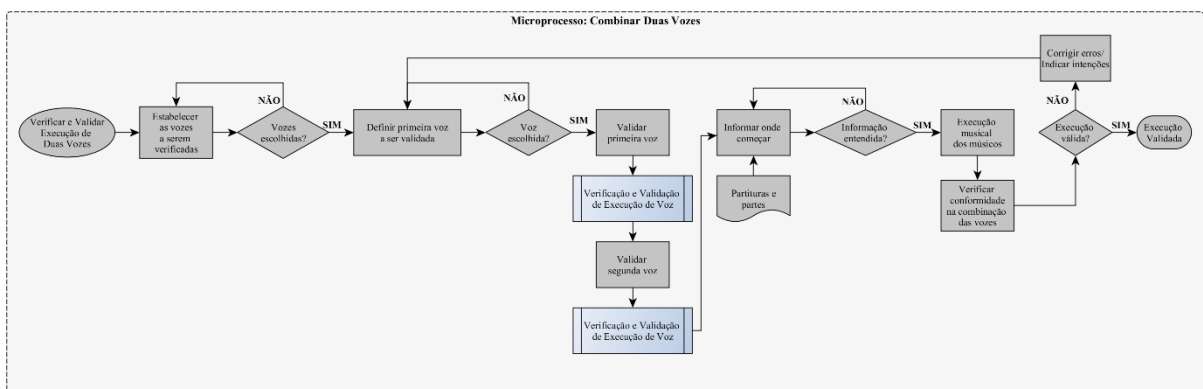 Microprocesso: Combinar Duas Vozes
Verificar e Validar
Execução de
Duas Vozes
Estabelecer
as vozes
a serem
verificadas
NÃO
Vozes
escolhidas?
SIM
Definir primeira voz
a ser validada
NÃO
Voz
escolhida?
SIM
Validar
primeira voz
Verificação e Validação
de Execução de Voz
Validar
segunda voz
Verificação e Validação
de Execução de Voz
Informar onde
começar
Partituras e
partes
NÃO
Informação
entendida?
SIM
Execução
musical
dos músicos
Verificar
conformidade
na combinação
das vozes
Corrigir erros/
Indicar intenções
NÃO
Execução
válida?
SIM
Execução
Validada